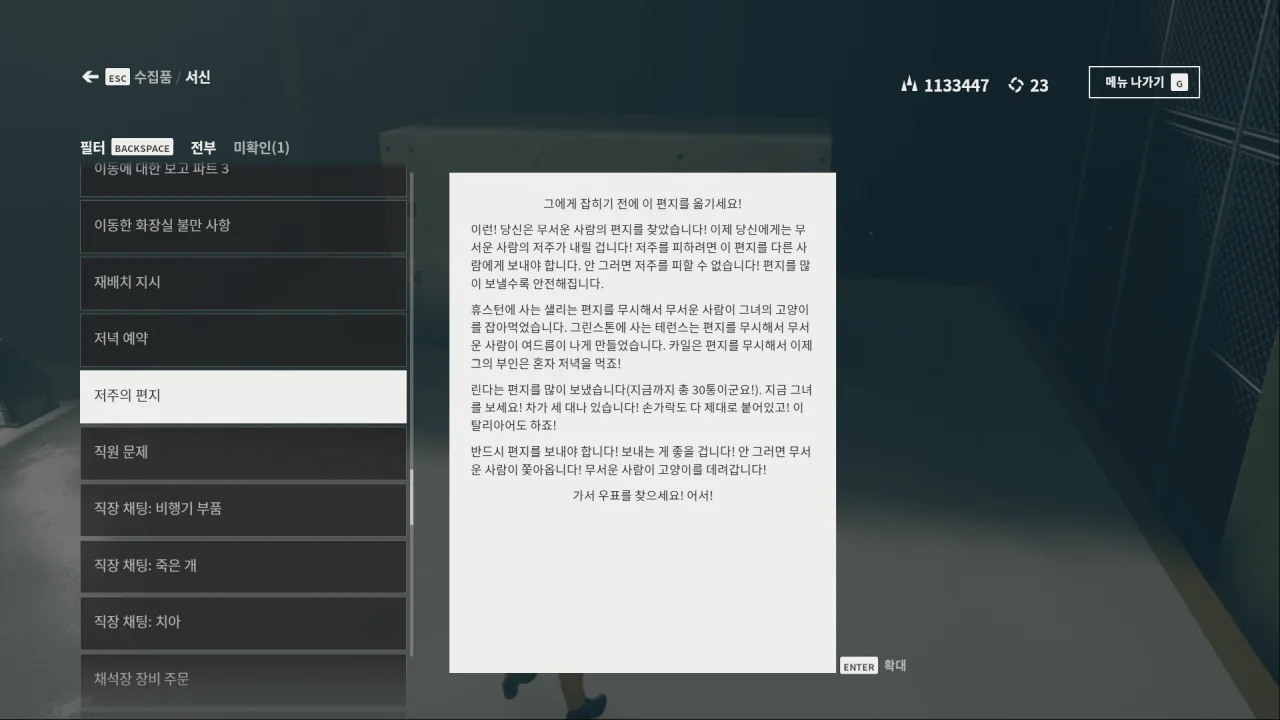 ESC 수집품 / 서신
1133447 23 메뉴 나가기 G
필터 BACKSPACE 전부 미확인(1)
이동에 대한 보고 파트 3
이동한 화장실 불만 사항
재배치 지시
저녁 예약
저주의 편지
직원 문제
직장 채팅: 비행기 부품
직장 채팅: 죽은 개
직장 채팅: 치아
채석장 장비 주문
그에게 잡히기 전에 이 편지를 옮기세요!
이런! 당신은 무서운 사람의 편지를 찾았습니다! 이제 당신에게는 무
서운 사람의 저주가 내릴 겁니다! 저주를 피하려면 이 편지를 다른 사
람에게 보내야 합니다. 안 그러면 저주를 피할 수 없습니다! 편지를 많
이 보낼수록 안전해집니다.
휴스턴에 사는 샐리는 편지를 무시해서 무서운 사람이 그녀의 고양이
를 잡아먹었습니다. 그린스톤에 사는 테런스는 편지를 무시해서 무서
운 사람이 여드름이 나게 만들었습니다. 카일은 편지를 무시해서 이제
그의 부인은 혼자 저녁을 먹죠!
린다는 편지를 많이 보냈습니다(지금까지 총 30통이군요!). 지금 그녀
를 보세요! 차가 세 대나 있습니다! 손가락도 다 제대로 붙어있고! 이
탈리아어도 하죠!
반드시 편지를 보내야 합니다! 보내는 게 좋을 겁니다! 안 그러면 무서
운 사람이 쫓아옵니다! 무서운 사람이 고양이를 데려갑니다!
가서 우표를 찾으세요! 어서!
ENTER 확대